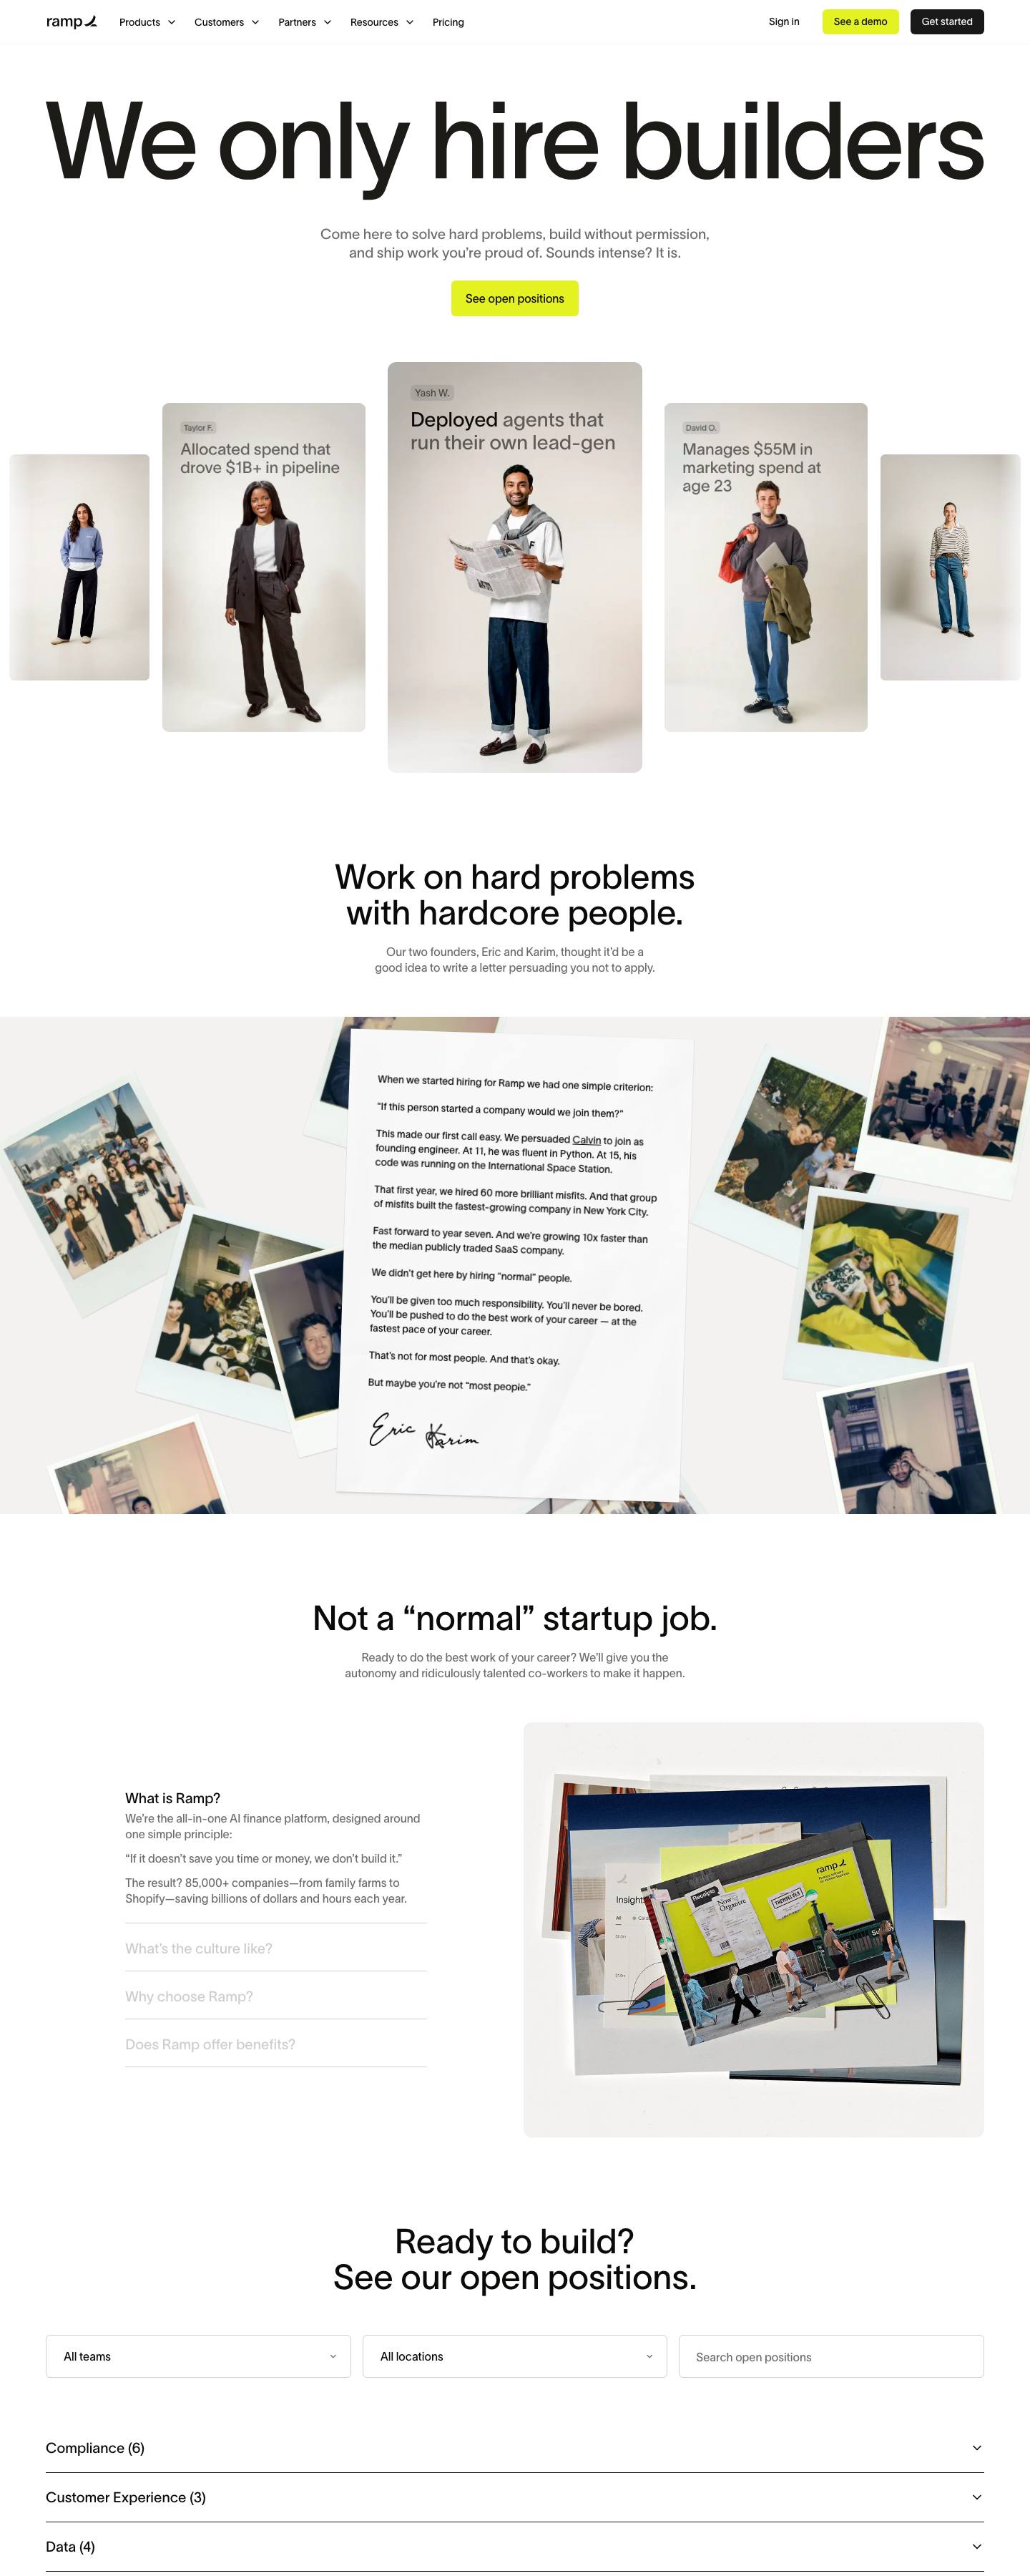 ramp
Products
Customers
Partners
Resources
Pricing
Sign in
See a demo
Get started
We only hire builders
Come here to solve hard problems, build without permission,
and ship work you’re proud of. Sounds intense? It is.
See open positions
Taylor F.
Allocated spend that
drove $1B+ in pipeline
Yash W.
Deployed agents that
run their own lead-gen
David O.
Manages $55M in
marketing spend at
age 23
Work on hard problems
with hardcore people.
Our two founders, Eric and Karim, thought it’d be a
good idea to write a letter persuading you not to apply.
When we started hiring for Ramp we had one simple criterion:
“If this person started a company would we join them?”
This made our first call easy. We persuaded Calvin to join as
founding engineer. At 11, he was fluent in Python. At 15, his
code was running on the International Space Station.
That first year, we hired 60 more brilliant misfits. And that group
of misfits built the fastest-growing company in New York City.
Fast forward to year seven. And we’re growing 10x faster than
the median publicly traded SaaS company.
We didn’t get here by hiring “normal” people.
You’ll be given too much responsibility. You’ll never be bored.
You’ll be pushed to do the best work of your career — at the
fastest pace of your career.
That’s not for most people. And that’s okay.
But maybe you’re not “most people.”
Eric Karim
Not a “normal” startup job.
Ready to do the best work of your career? We’ll give you the
autonomy and ridiculously talented co-workers to make it happen.
What is Ramp?
We’re the all-in-one AI finance platform, designed around
one simple principle:
“If it doesn’t save you time or money, we don’t build it.”
The result? 85,000+ companies—from family farms to
Shopify—saving billions of dollars and hours each year.
What’s the culture like?
Why choose Ramp?
Does Ramp offer benefits?
Insights
All
ramp
Receipts
Now
Organize
THEMSELVES
Ready to build?
See our open positions.
All teams
All locations
Search open positions
Compliance (6)
Customer Experience (3)
Data (4)